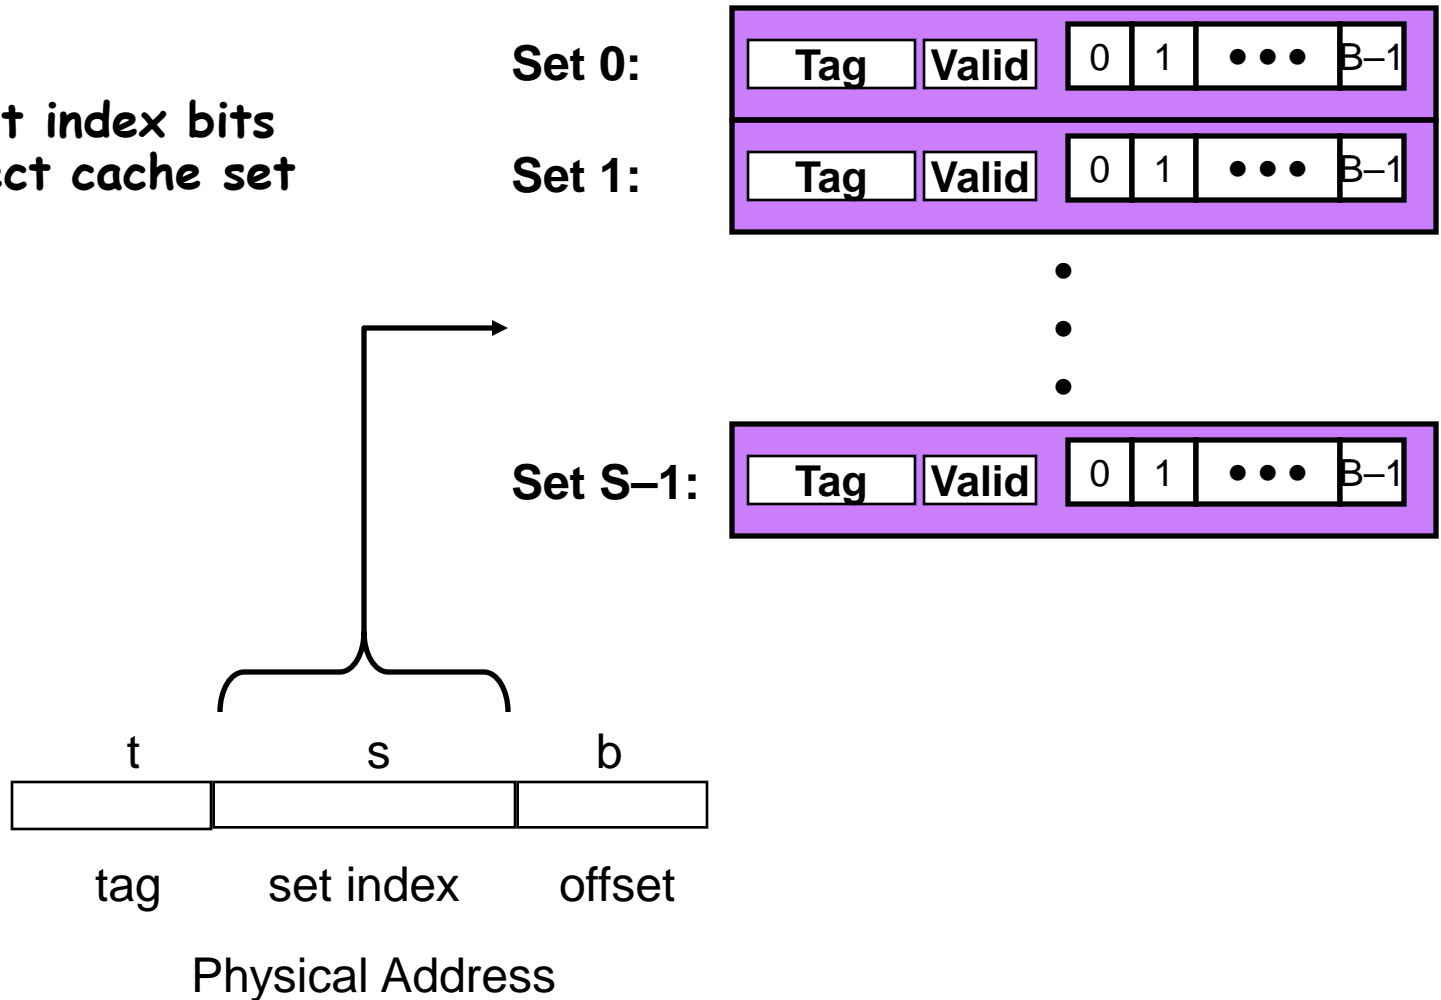 t index bits
ect cache set
Set 0:
Tag Valid 0 1 • • • B–1
Set 1:
Tag Valid 0 1 • • • B–1
•
•
•
Set S–1:
Tag Valid 0 1 • • • B–1
t s b
tag set index offset
Physical Address